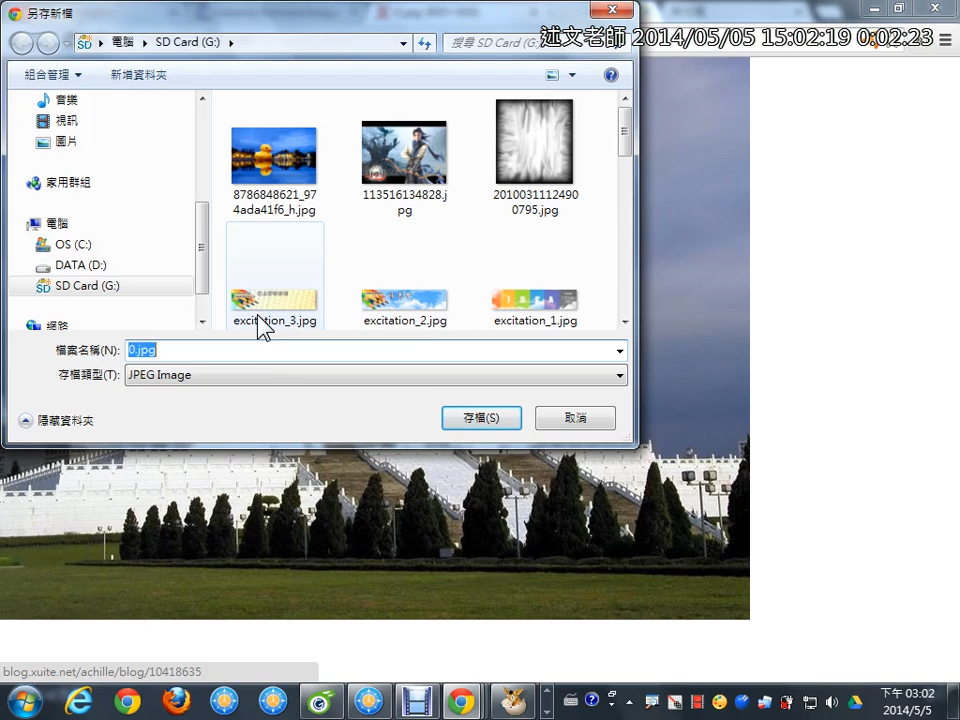 另存新檔
述文老師 2014/05/05 15:02:19 0:02:23
電腦
SD Card (G:)
搜尋 SD Card (G:)
組合管理
新增資料夾
音樂
視訊
圖片
家用群組
電腦
OS (C:)
DATA (D:)
SD Card (G:)
網路
8786848621_97
4ada41f6_h.jpg
113516134828.j
pg
2010031112490
0795.jpg
excitation_3.jpg
excitation_2.jpg
excitation_1.jpg
檔案名稱(N):
0.jpg
存檔類型(T):
JPEG Image
隱藏資料夾
存檔(S)
取消
blog.xuite.net/achille/blog/10418635
下午 03:02
2014/5/5